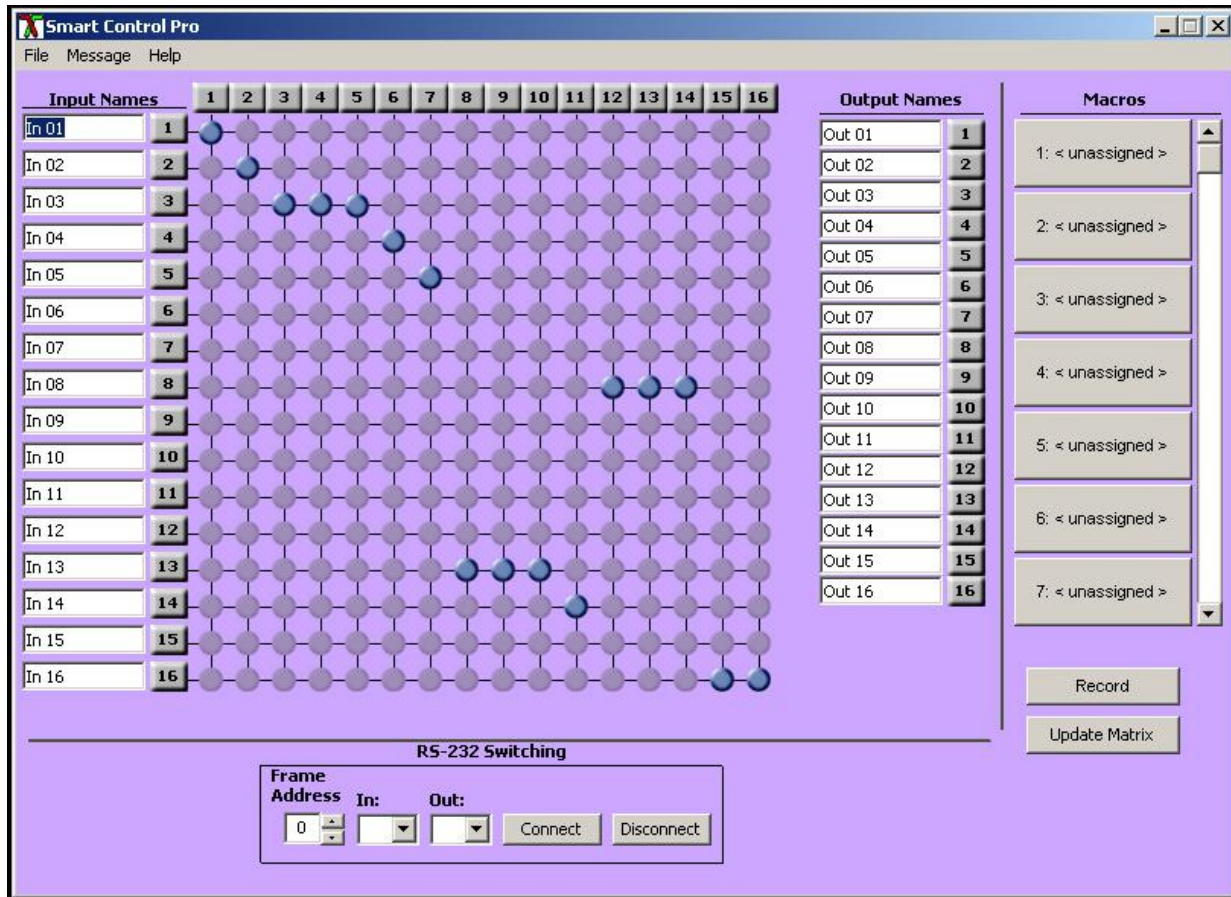 Smart Control Pro
File Message Help
Input Names 1 2 3 4 5 6 7 8 9 10 11 12 13 14 15 16 Output Names Macros
In 01 1
In 02 2
In 03 3
In 04 4
In 05 5
In 06 6
In 07 7
In 08 8
In 09 9
In 10 10
In 11 11
In 12 12
In 13 13
In 14 14
In 15 15
In 16 16
Out 01 1
Out 02 2
Out 03 3
Out 04 4
Out 05 5
Out 06 6
Out 07 7
Out 08 8
Out 09 9
Out 10 10
Out 11 11
Out 12 12
Out 13 13
Out 14 14
Out 15 15
Out 16 16
1: < unassigned >
2: < unassigned >
3: < unassigned >
4: < unassigned >
5: < unassigned >
6: < unassigned >
7: < unassigned >
Record
Update Matrix
RS-232 Switching
Frame
Address In: Out:
0 Connect Disconnect